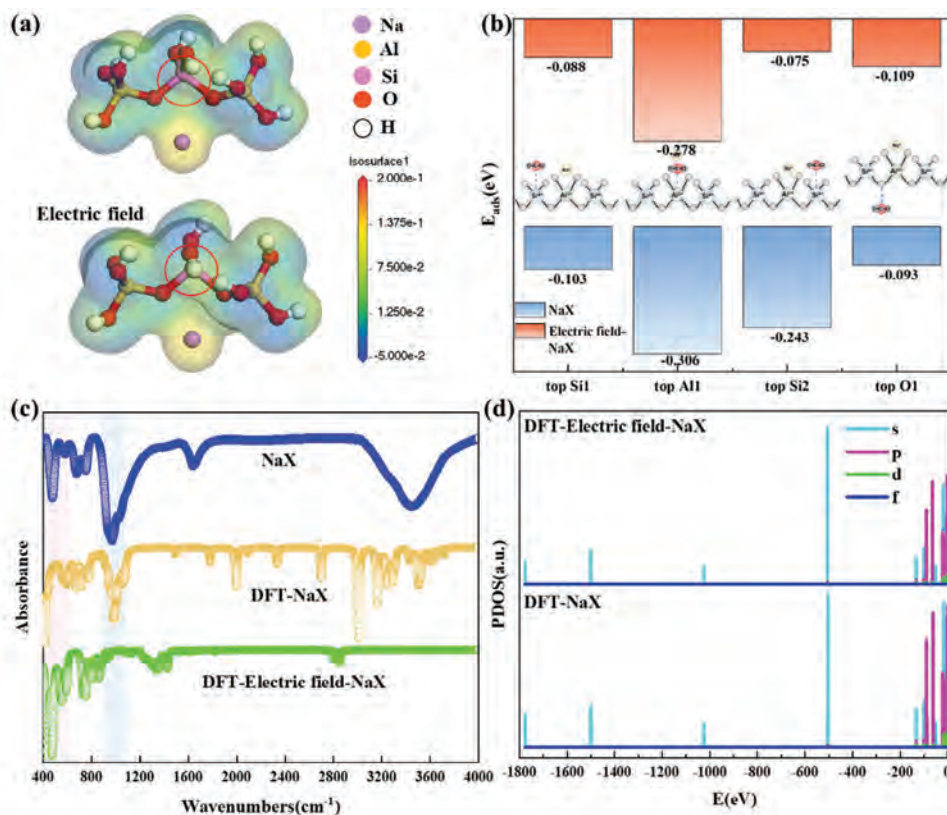 (a)
Na
Al
Si
O
H
Isosurface1
2.000e-1
1.375e-1
7.500e-2
1.250e-2
-5.000e-2
Electric field
(b)
E_ads(eV)
-0.088
-0.278
-0.075
-0.109
-0.103
-0.306
-0.243
-0.093
NaX
Electric field-
NaX
top Si1
top Al1
top Si2
top O1
(c)
Absorbance
NaX
DFT-NaX
DFT-Electric field-NaX
400
800
1200
1600
2000
2400
2800
3200
3600
4000
Wavenumbers(cm⁻¹)
(d)
PDOS(a.u.)
DFT-Electric field-NaX
s
p
d
f
DFT-NaX
-1800
-1600
-1400
-1200
-1000
-800
-600
-400
-200
0
E(eV)